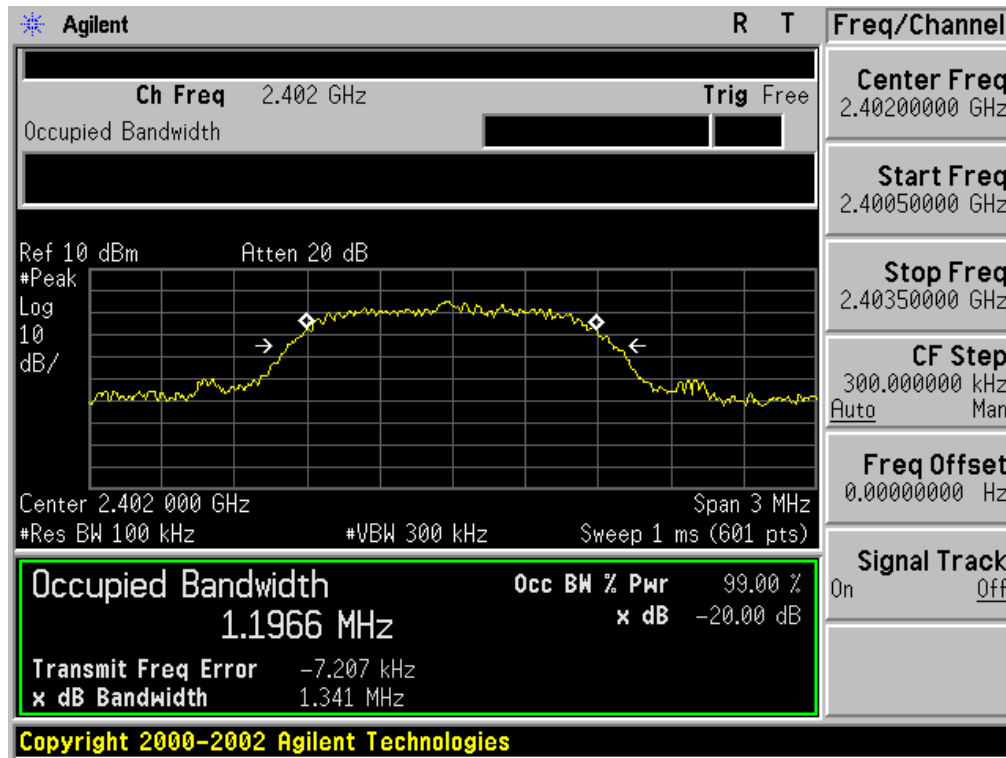 Agilent R T
Freq/Channel
Ch Freq 2.402 GHz Trig Free
Occupied Bandwidth
Center Freq
2.40200000 GHz
Start Freq
2.40050000 GHz
Stop Freq
2.40350000 GHz
CF Step
300.000000 kHz
Auto Man
Freq Offset
0.00000000 Hz
Signal Track
On Off
Ref 10 dBm Atten 20 dB
#Peak
Log
10
dB/
Center 2.402 000 GHz Span 3 MHz
#Res BW 100 kHz #VBW 300 kHz Sweep 1 ms (601 pts)
Occupied Bandwidth Occ BW % Pwr 99.00 %
1.1966 MHz x dB -20.00 dB
Transmit Freq Error -7.207 kHz
x dB Bandwidth 1.341 MHz
Copyright 2000-2002 Agilent Technologies